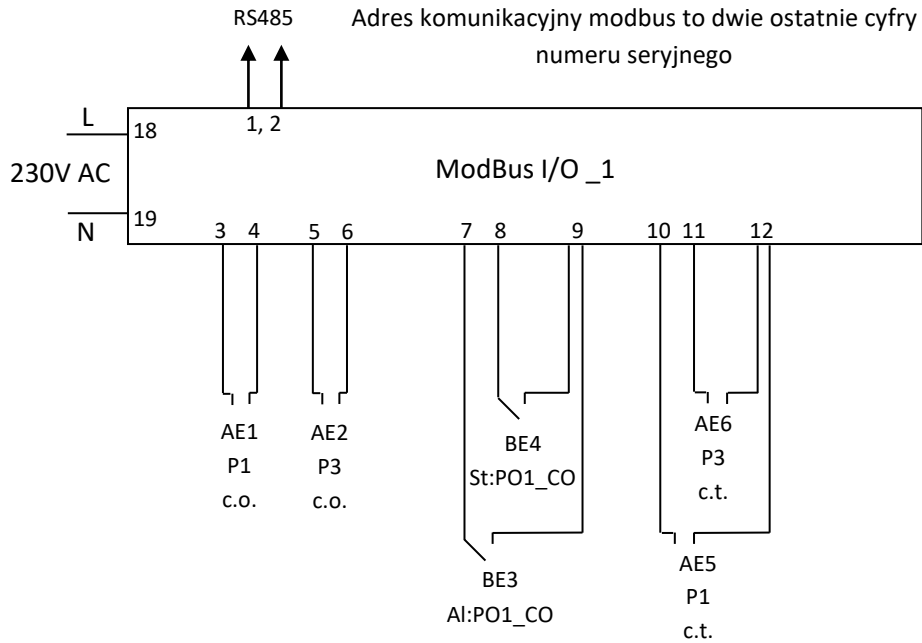 RS485
Adres komunikacyjny modbus to dwie ostatnie cyfry
numeru seryjnego
L
18
1, 2
230V AC
ModBus I/O _1
N
19
3 4 5 6 7 8 9 10 11 12
AE1
P1
c.o.
AE2
P3
c.o.
BE4
St:PO1_CO
AE6
P3
c.t.
BE3
Al:PO1_CO
AE5
P1
c.t.